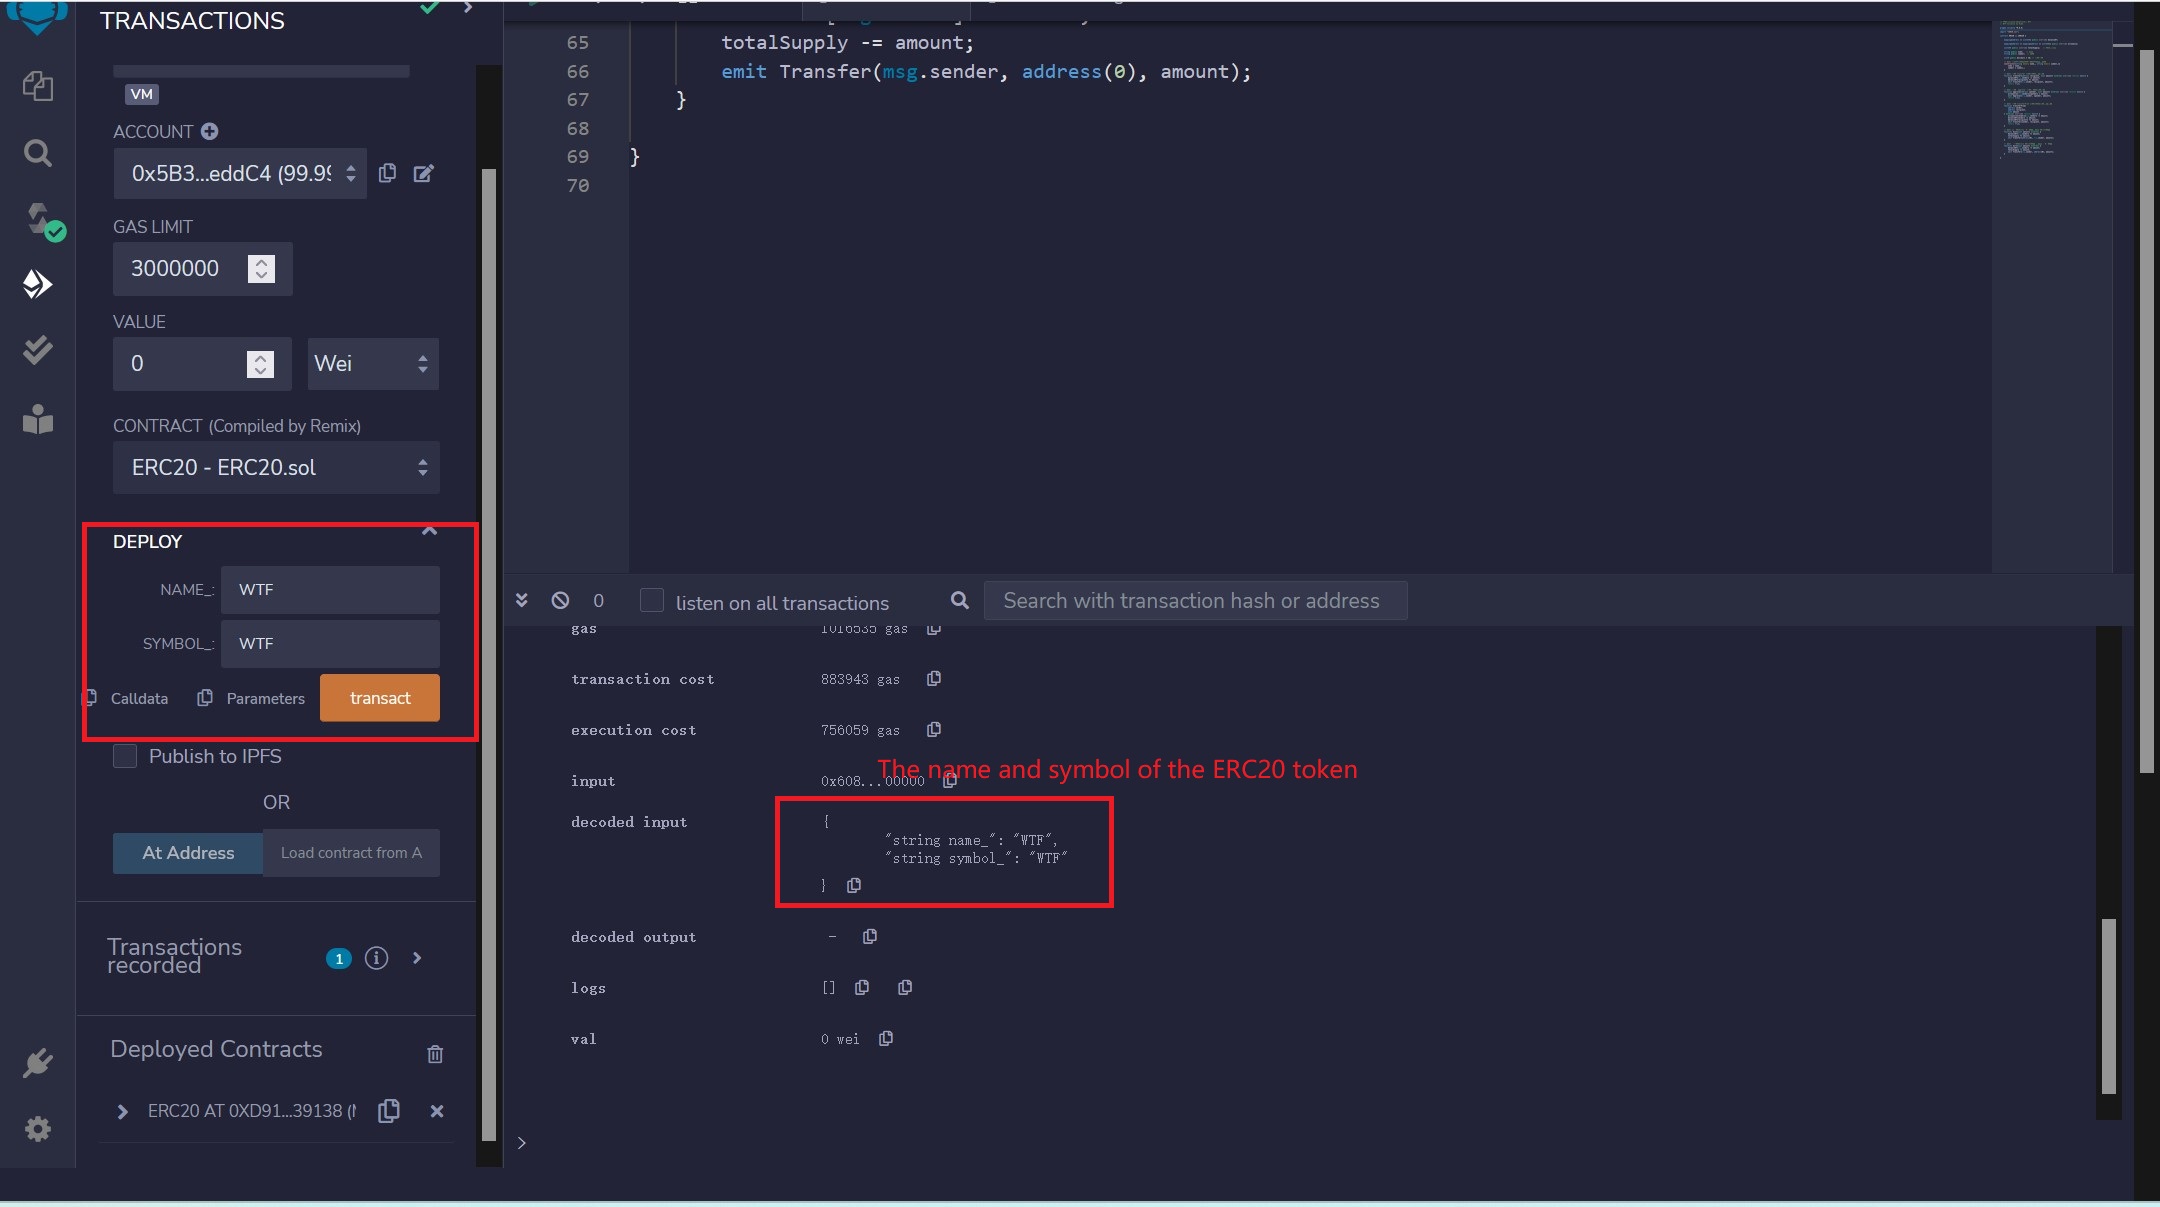 TRANSACTIONS
VM
ACCOUNT
0x5B3...eddC4 (99.99
GAS LIMIT
3000000
VALUE
0
Wei
CONTRACT (Compiled by Remix)
ERC20 - ERC20.sol
DEPLOY
NAME_:
WTF
SYMBOL_:
WTF
Calldata
Parameters
transact
Publish to IPFS
OR
At Address
Load contract from A
Transactions
recorded
1
Deployed Contracts
ERC20 AT 0XD91...39138 (
65 totalSupply -= amount;
66 emit Transfer(msg.sender, address(0), amount);
67 }
68
69 }
70
0
listen on all transactions
Search with transaction hash or address
gas 1016535 gas
transaction cost 883943 gas
execution cost 756059 gas
The name and symbol of the ERC20 token
input 0x608...00000
decoded input {
"string name_": "WTF",
"string symbol_": "WTF"
}
decoded output -
logs []
val 0 wei
>